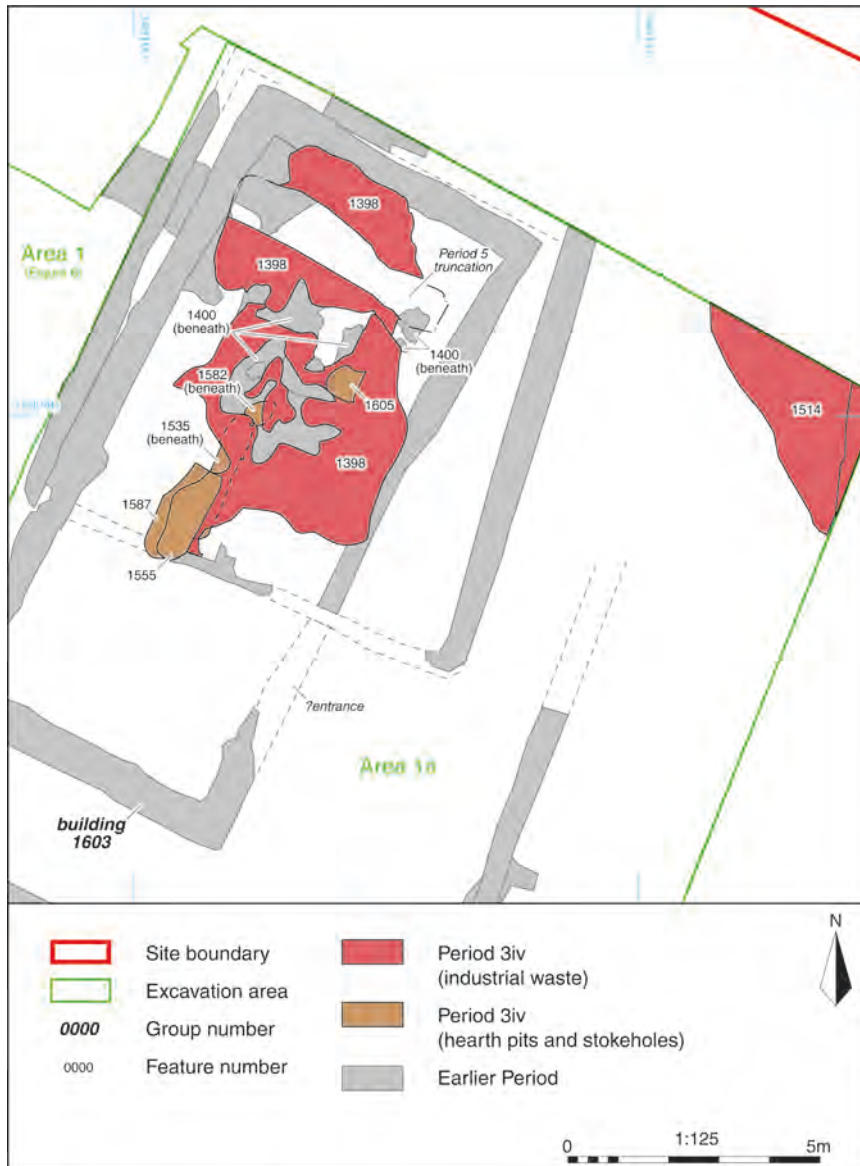 1398
Area 1
Period 5
truncation
1398
1400
(beneath)
1400
(beneath)
1582
(beneath)
1514
1605
1535
(beneath)
1398
1587
1555
?entrance
Area 1a
building
1603
N
Site boundary
Excavation area
0000 Group number
0000 Feature number
Period 3iv
(industrial waste)
Period 3iv
(hearth pits and stokeholes)
Earlier Period
0 1:125 5m